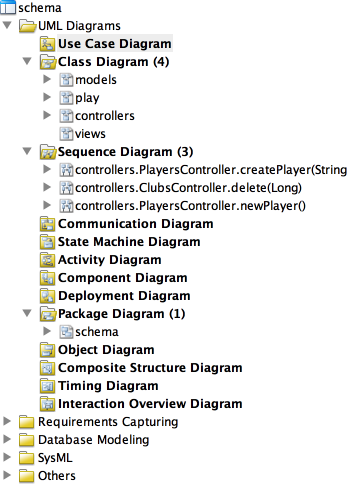 schema
UML Diagrams
Use Case Diagram
Class Diagram (4)
models
play
controllers
views
Sequence Diagram (3)
controllers.PlayersController.createPlayer(String
controllers.ClubsController.delete(Long)
controllers.PlayersController.newPlayer()
Communication Diagram
State Machine Diagram
Activity Diagram
Component Diagram
Deployment Diagram
Package Diagram (1)
schema
Object Diagram
Composite Structure Diagram
Timing Diagram
Interaction Overview Diagram
Requirements Capturing
Database Modeling
SysML
Others